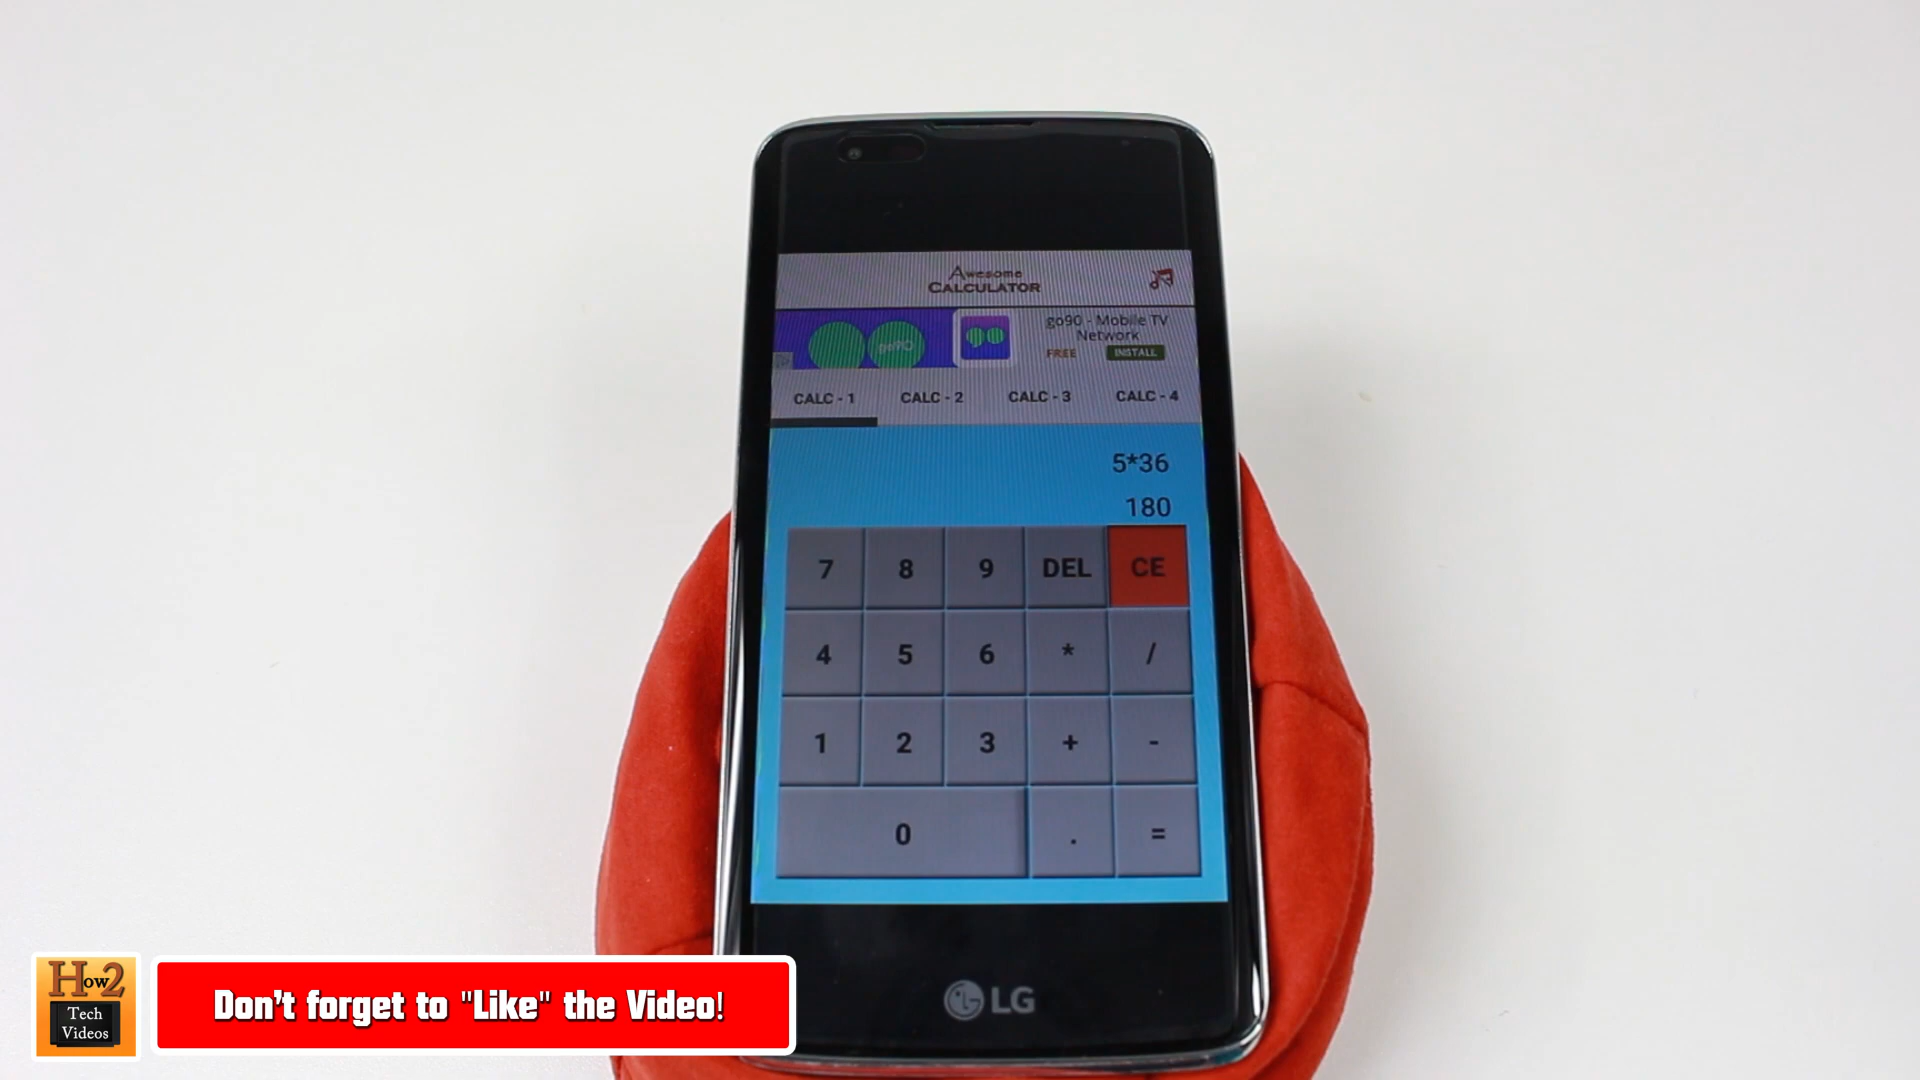 Awesome
CALCULATOR
go90
go90 - Mobile TV
Network
FREE INSTALL
CALC - 1 CALC - 2 CALC - 3 CALC - 4
5*36
180
7 8 9 DEL CE
4 5 6 * /
1 2 3 + -
0 . =
LG
How2
Tech
Videos
Don't forget to "Like" the Video!